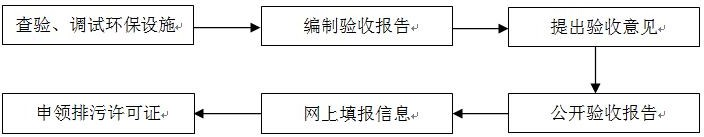 查验、调试环保设施
编制验收报告
提出验收意见
公开验收报告
网上填报信息
申领排污许可证